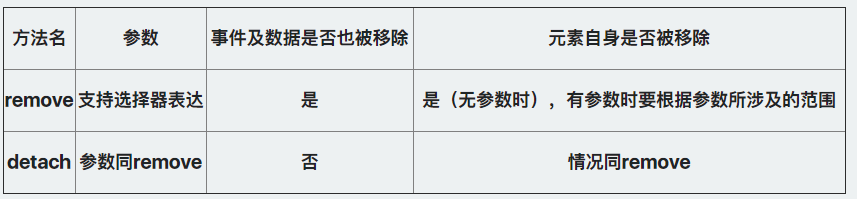 方法名 参数 事件及数据是否也被移除 元素自身是否被移除
remove 支持选择器表达 是 是（无参数时），有参数时要根据参数所涉及的范围
detach 参数同remove 否 情况同remove